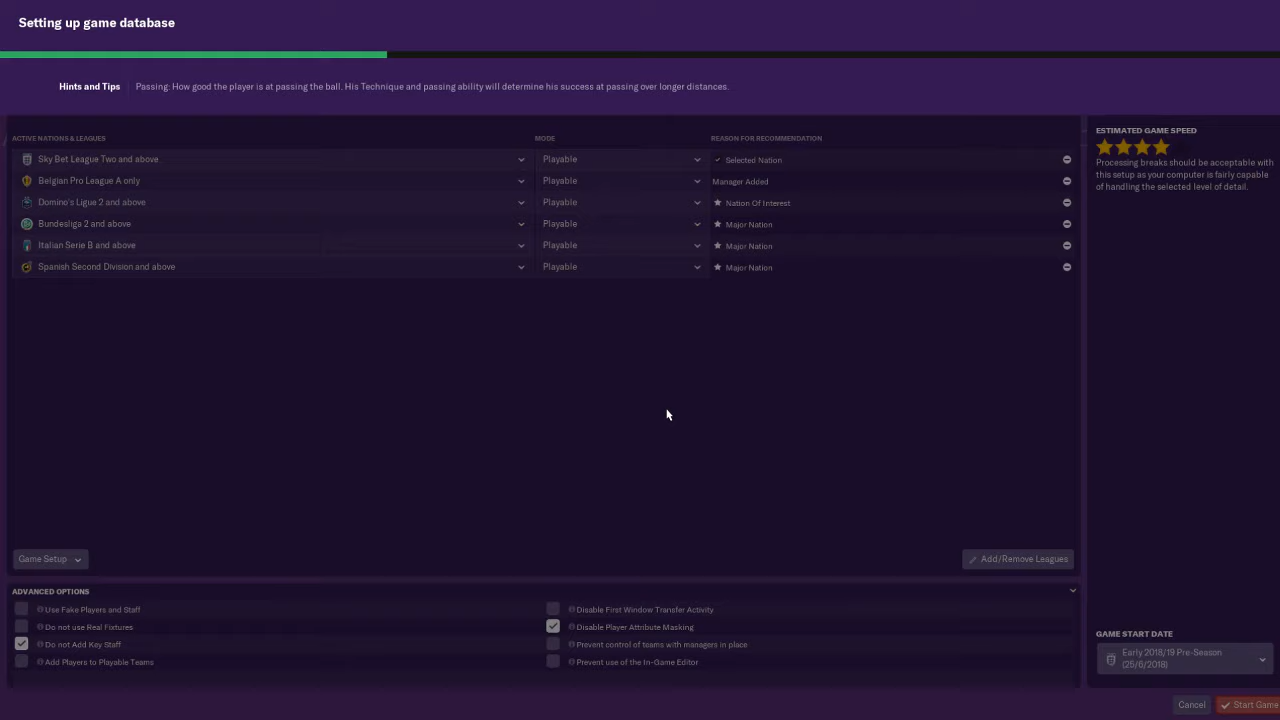 Setting up game database
Hints and Tips Passing: How good the player is at passing the ball. His Technique and passing ability will determine his success at passing over longer distances.
ACTIVE NATIONS & LEAGUES MODE REASON FOR RECOMMENDATION
Sky Bet League Two and above Playable Selected Nation
Belgian Pro League A only Playable Manager Added
Domino's Ligue 2 and above Playable Nation Of Interest
Bundesliga 2 and above Playable Major Nation
Italian Serie B and above Playable Major Nation
Spanish Second Division and above Playable Major Nation
Game Setup Add/Remove Leagues
ADVANCED OPTIONS
Use Fake Players and Staff Disable First Window Transfer Activity
Do not use Real Fixtures Disable Player Attribute Masking
Do not Add Key Staff Prevent control of teams with managers in place
Add Players to Playable Teams Prevent use of the In-Game Editor
ESTIMATED GAME SPEED
Processing breaks should be acceptable with
this setup as your computer is fairly capable
of handling the selected level of detail.
GAME START DATE
Early 2018/19 Pre-Season
(25/6/2018)
Cancel Start Game